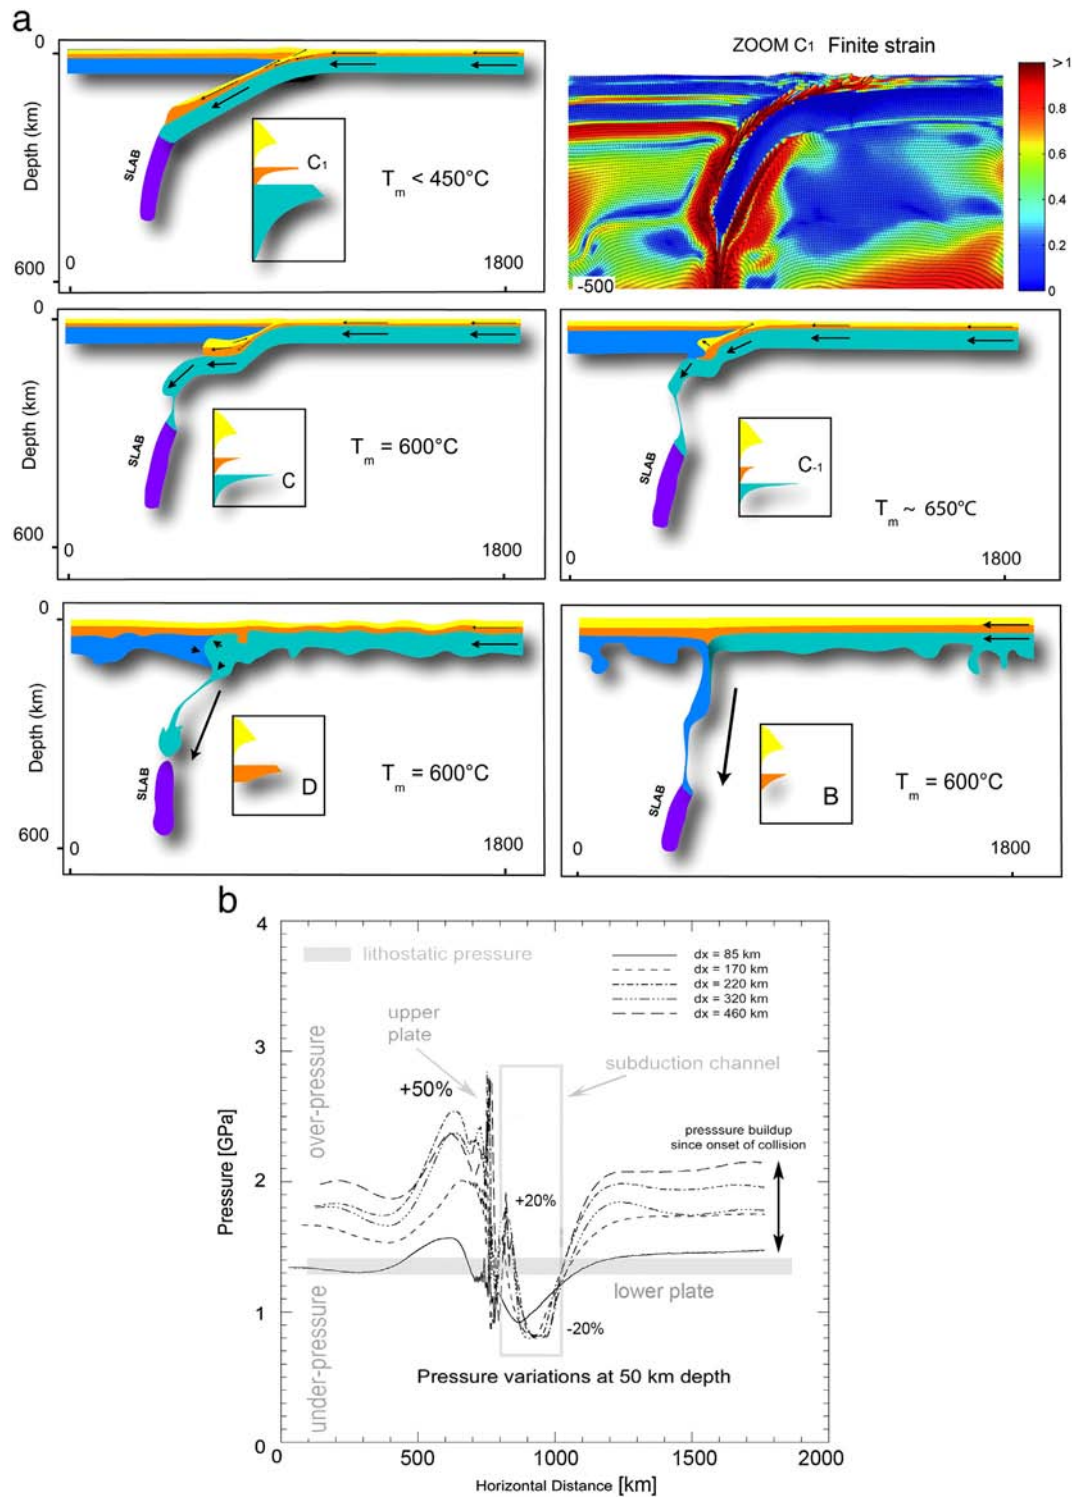 a
ZOOM C1 Finite strain
0
Depth (km)
600
SLAB
C1
Tm < 450°C
0
1800
-500
>1
0.8
0.6
0.4
0.2
0
0
Depth (km)
600
SLAB
C
Tm = 600°C
0
1800
SLAB
C-1
Tm ~ 650°C
0
1800
0
Depth (km)
600
SLAB
D
Tm = 600°C
0
1800
SLAB
B
Tm = 600°C
0
1800
b
4
3
2
1
0
Pressure [GPa]
over-pressure
under-pressure
lithostatic pressure
dx = 85 km
dx = 170 km
dx = 220 km
dx = 320 km
dx = 460 km
upper
plate
subduction channel
+50%
presssure buildup
since onset of collision
+20%
lower plate
-20%
Pressure variations at 50 km depth
0
500
1000
1500
2000
Horizontal Distance [km]